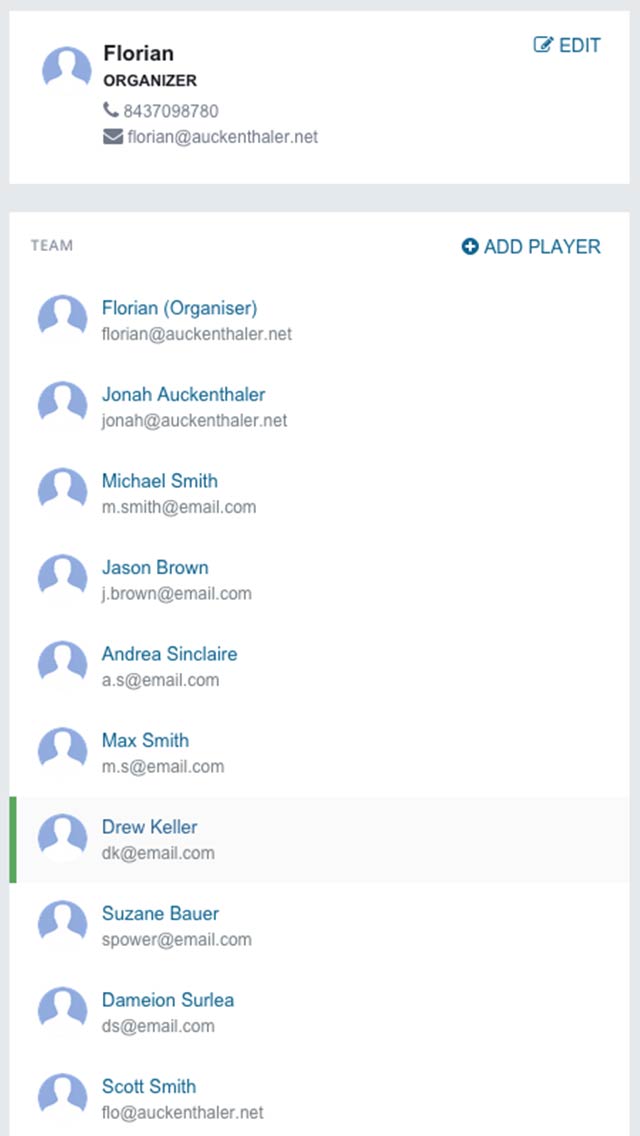 Florian
EDIT
ORGANIZER
8437098780
florian@auckenthaler.net
TEAM
ADD PLAYER
Florian (Organiser)
florian@auckenthaler.net
Jonah Auckenthaler
jonah@auckenthaler.net
Michael Smith
m.smith@email.com
Jason Brown
j.brown@email.com
Andrea Sinclaire
a.s@email.com
Max Smith
m.s@email.com
Drew Keller
dk@email.com
Suzane Bauer
spower@email.com
Dameion Surlea
ds@email.com
Scott Smith
flo@auckenthaler.net